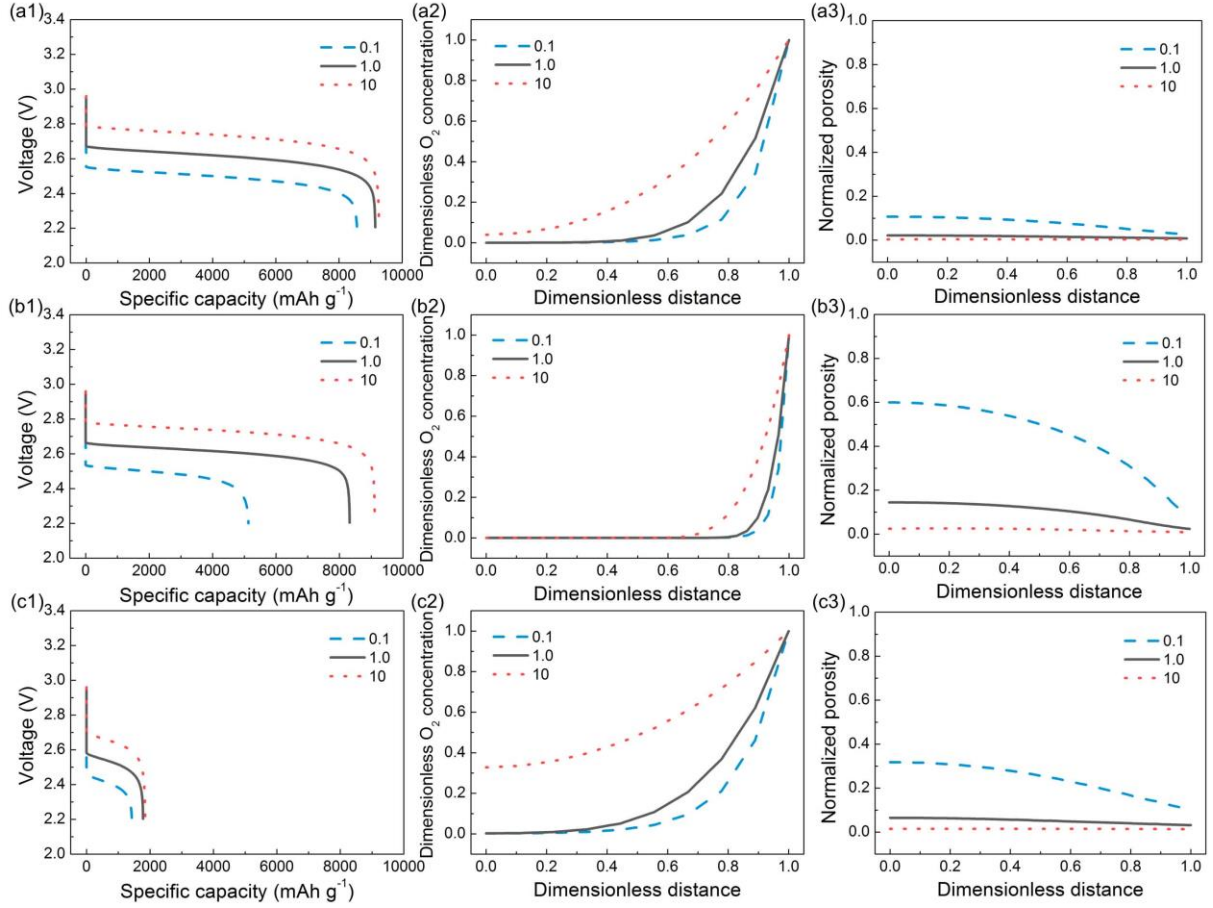 (a1)
3.4
3.2
3.0
2.8
2.6
2.4
2.2
2.0
Voltage (V)
0.1
1.0
10
0 2000 4000 6000 8000 10000
Specific capacity (mAh g⁻¹)
(a2)
1.0
0.8
0.6
0.4
0.2
0.0
Dimensionless O₂ concentration
0.1
1.0
10
0.0 0.2 0.4 0.6 0.8 1.0
Dimensionless distance
(a3)
1.0
0.8
0.6
0.4
0.2
0.0
Normalized porosity
0.1
1.0
10
0.0 0.2 0.4 0.6 0.8 1.0
Dimensionless distance
(b1)
3.4
3.2
3.0
2.8
2.6
2.4
2.2
2.0
Voltage (V)
0.1
1.0
10
0 2000 4000 6000 8000 10000
Specific capacity (mAh g⁻¹)
(b2)
1.0
0.8
0.6
0.4
0.2
0.0
Dimensionless O₂ concentration
0.1
1.0
10
0.0 0.2 0.4 0.6 0.8 1.0
Dimensionless distance
(b3)
1.0
0.8
0.6
0.4
0.2
0.0
Normalized porosity
0.1
1.0
10
0.0 0.2 0.4 0.6 0.8 1.0
Dimensionless distance
(c1)
3.4
3.2
3.0
2.8
2.6
2.4
2.2
2.0
Voltage (V)
0.1
1.0
10
0 2000 4000 6000 8000 10000
Specific capacity (mAh g⁻¹)
(c2)
1.0
0.8
0.6
0.4
0.2
0.0
Dimensionless O₂ concentration
0.1
1.0
10
0.0 0.2 0.4 0.6 0.8 1.0
Dimensionless distance
(c3)
1.0
0.8
0.6
0.4
0.2
0.0
Normalized porosity
0.1
1.0
10
0.0 0.2 0.4 0.6 0.8 1.0
Dimensionless distance